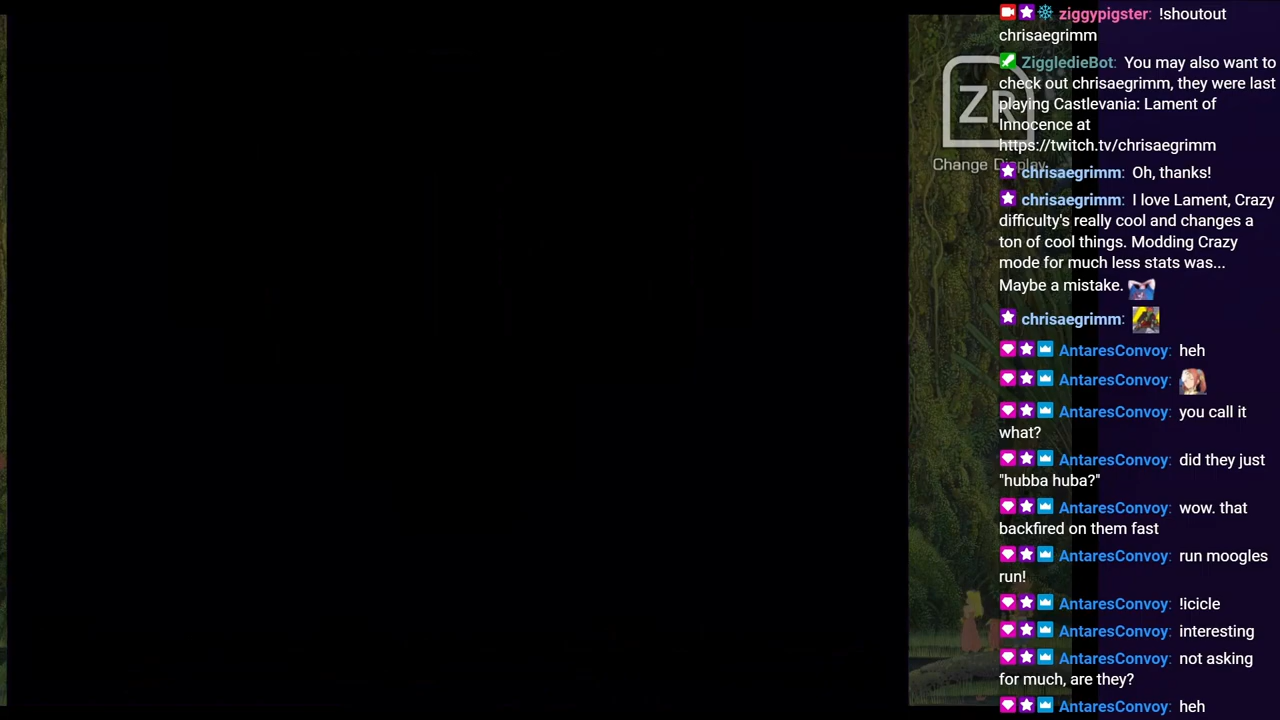 ziggypigster: !shoutout
chrisaegrimm
ZiggledieBot: You may also want to
check out chrisaegrimm, they were last
playing Castlevania: Lament of
Innocence at
https://twitch.tv/chrisaegrimm
chrisaegrimm: Oh, thanks!
chrisaegrimm: I love Lament, Crazy
difficulty's really cool and changes a
ton of cool things. Modding Crazy
mode for much less stats was...
Maybe a mistake.
chrisaegrimm:
AntaresConvoy: heh
AntaresConvoy:
AntaresConvoy: you call it
what?
AntaresConvoy: did they just
"hubba huba?"
AntaresConvoy: wow. that
backfired on them fast
AntaresConvoy: run moogles
run!
AntaresConvoy: !icicle
AntaresConvoy: interesting
AntaresConvoy: not asking
for much, are they?
AntaresConvoy: heh
ZR
Change Display